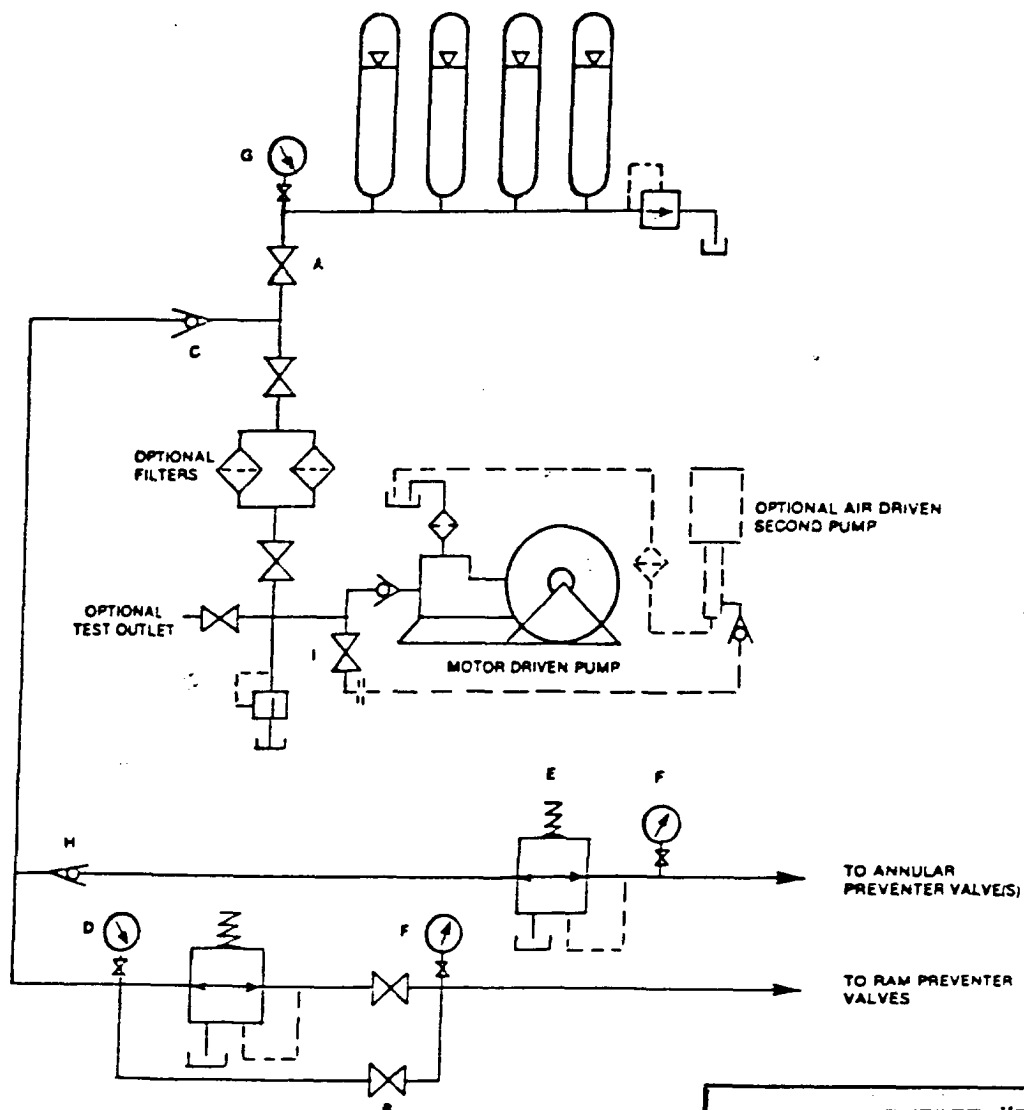 G
A
C
OPTIONAL
FILTERS
OPTIONAL AIR DRIVEN
SECOND PUMP
OPTIONAL
TEST OUTLET
I
MOTOR DRIVEN PUMP
E
F
H
TO ANNULAR
PREVENTER VALVE(S)
D
F
TO RAM PREVENTER
VALVES